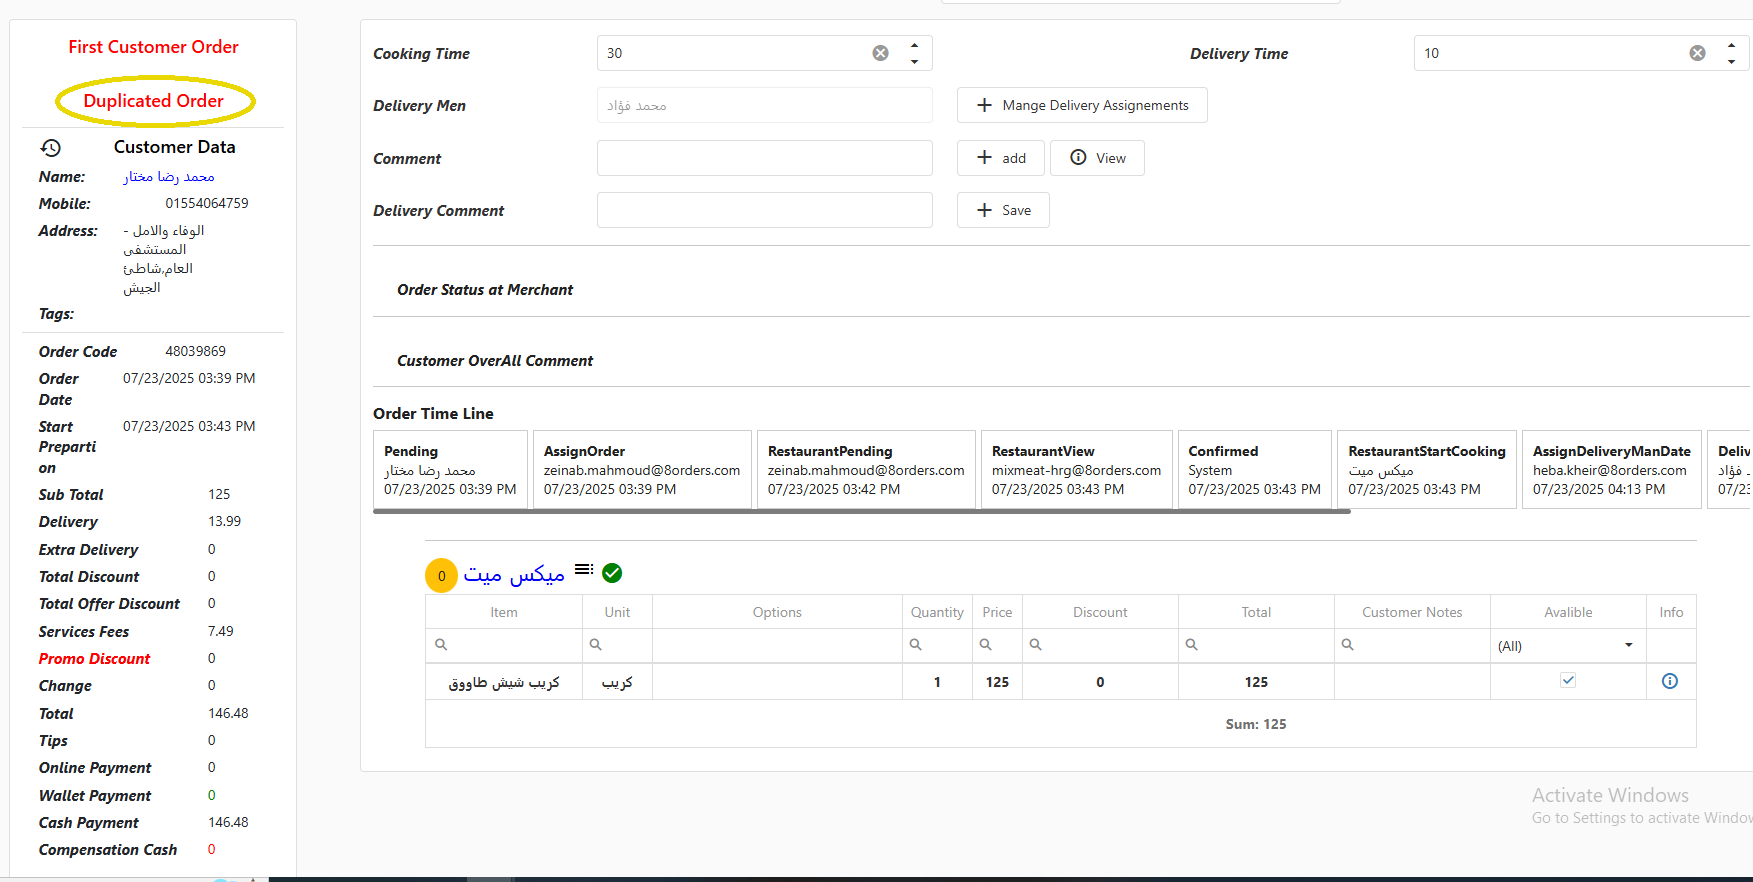 First Customer Order
Duplicated Order
Customer Data
Name: محمد رضا مختار
Mobile: 01554064759
Address: الوفاء والامل -
المستشفى
العام,شاطئ
الجيش
Tags:
Order Code 48039869
Order 07/23/2025 03:39 PM
Date
Start 07/23/2025 03:43 PM
Preparti
on
Sub Total 125
Delivery 13.99
Extra Delivery 0
Total Discount 0
Total Offer Discount 0
Services Fees 7.49
Promo Discount 0
Change 0
Total 146.48
Tips 0
Online Payment 0
Wallet Payment 0
Cash Payment 146.48
Compensation Cash 0
Cooking Time 30 Delivery Time 10
Delivery Men محمد فؤاد Mange Delivery Assignements
Comment add View
Delivery Comment Save
Order Status at Merchant
Customer OverAll Comment
Order Time Line
Pending
محمد رضا مختار
07/23/2025 03:39 PM
AssignOrder
zeinab.mahmoud@8orders.com
07/23/2025 03:39 PM
RestaurantPending
zeinab.mahmoud@8orders.com
07/23/2025 03:42 PM
RestaurantView
mixmeat-hrg@8orders.com
07/23/2025 03:43 PM
Confirmed
System
07/23/2025 03:43 PM
RestaurantStartCooking
ميكس ميت
07/23/2025 03:43 PM
AssignDeliveryManDate
heba.kheir@8orders.com
07/23/2025 04:13 PM
Deliv
فؤاد
07/23
0 ميكس ميت
Item Unit Options Quantity Price Discount Total Customer Notes Avalible Info
(All)
كريب شيش طاووق كريب 1 125 0 125
Sum: 125
Activate Windows
Go to Settings to activate Window